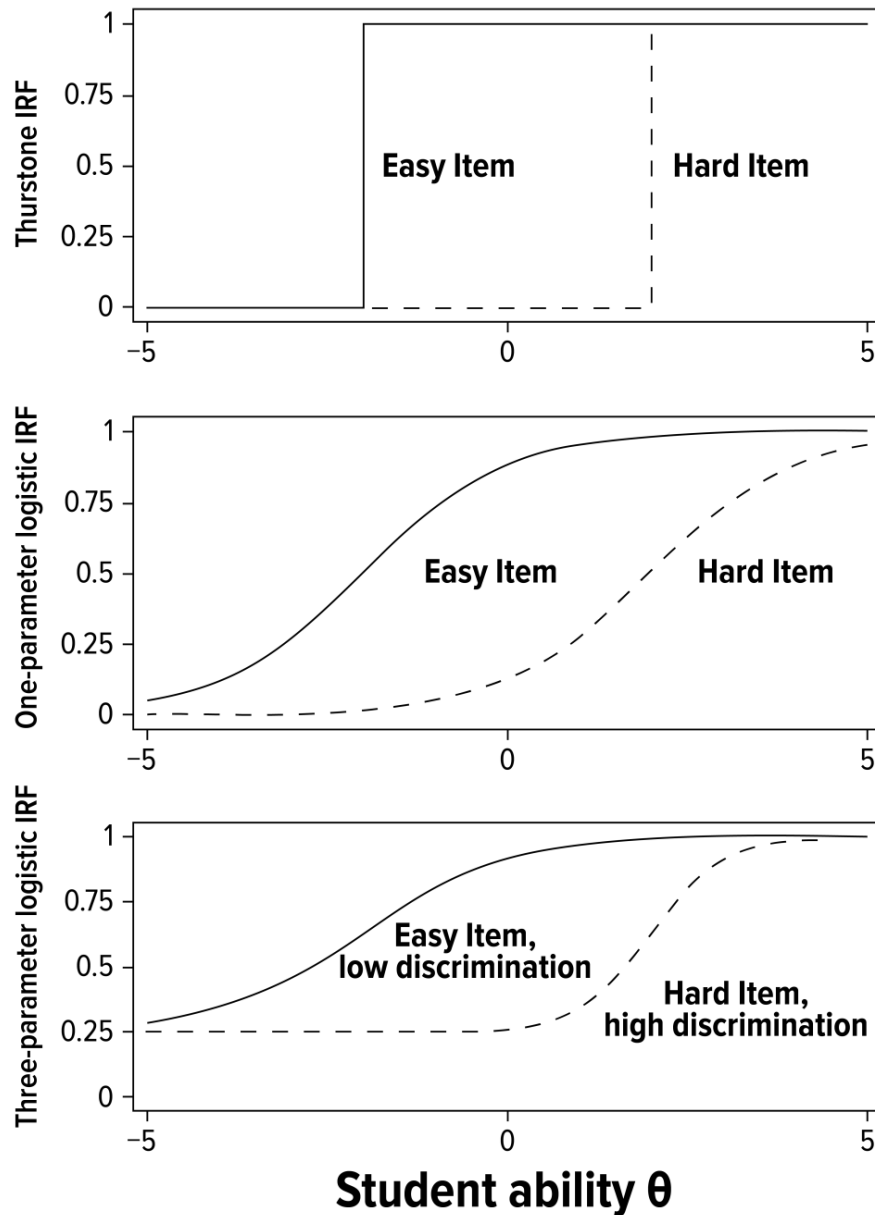 Thurstone IRF
1
0.75
0.5
0.25
0
Easy Item
Hard Item
−5
0
5
One-parameter logistic IRF
1
0.75
0.5
0.25
0
Easy Item
Hard Item
−5
0
5
Three-parameter logistic IRF
1
0.75
0.5
0.25
0
Easy Item,
low discrimination
Hard Item,
high discrimination
−5
0
5
Student ability θ